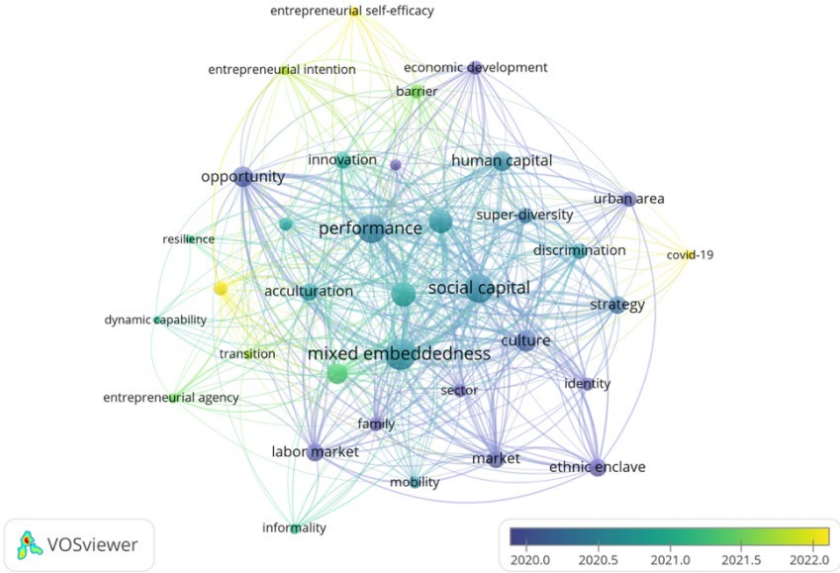 entrepreneurial self-efficacy
entrepreneurial intention
economic development
barrier
innovation
human capital
opportunity
urban area
super-diversity
performance
resilience
discrimination
covid-19
acculturation
social capital
strategy
dynamic capability
culture
transition
mixed embeddedness
sector
identity
entrepreneurial agency
family
labor market
market
ethnic enclave
mobility
informality
VOSviewer
2020.0 2020.5 2021.0 2021.5 2022.0